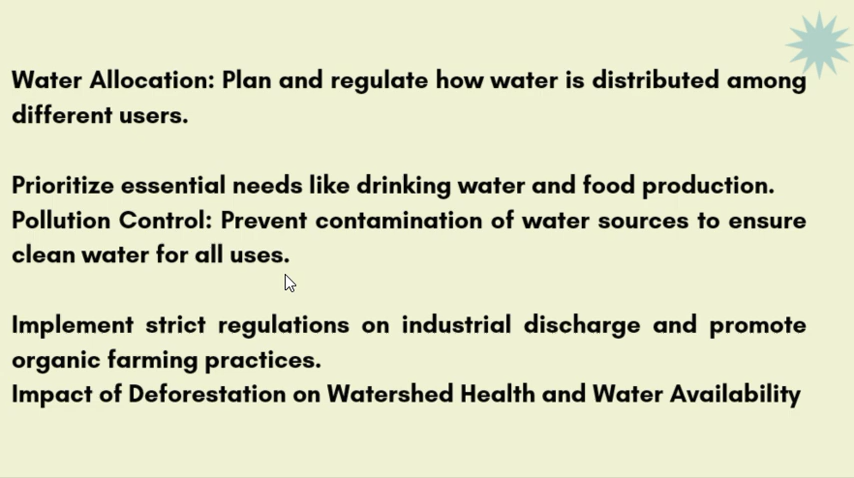 Water Allocation: Plan and regulate how water is distributed among
different users.
Prioritize essential needs like drinking water and food production.
Pollution Control: Prevent contamination of water sources to ensure
clean water for all uses.
Implement strict regulations on industrial discharge and promote
organic farming practices.
Impact of Deforestation on Watershed Health and Water Availability